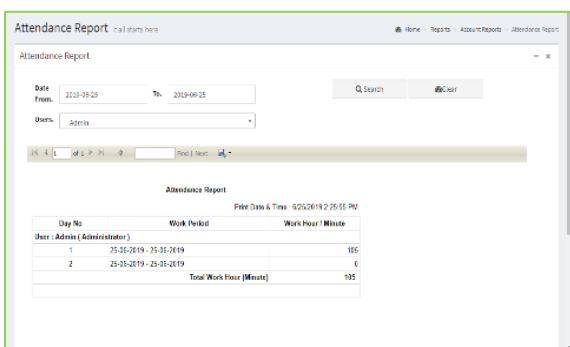 Attendance Report It all starts here
Home - Reports - Account Reports - Attendance Report
Attendance Report
Date From. 2019-06-25 To. 2019-06-25 Search Clear
Users. Admin
1 of 1 Find | Next
Attendance Report
Print Date & Time : 6/25/2019 2:25:55 PM
Day No Work Period Work Hour / Minute
User : Admin ( Administrator )
1 25-06-2019 - 25-06-2019 105
2 25-06-2019 - 25-06-2019 0
Total Work Hour (Minute) 105